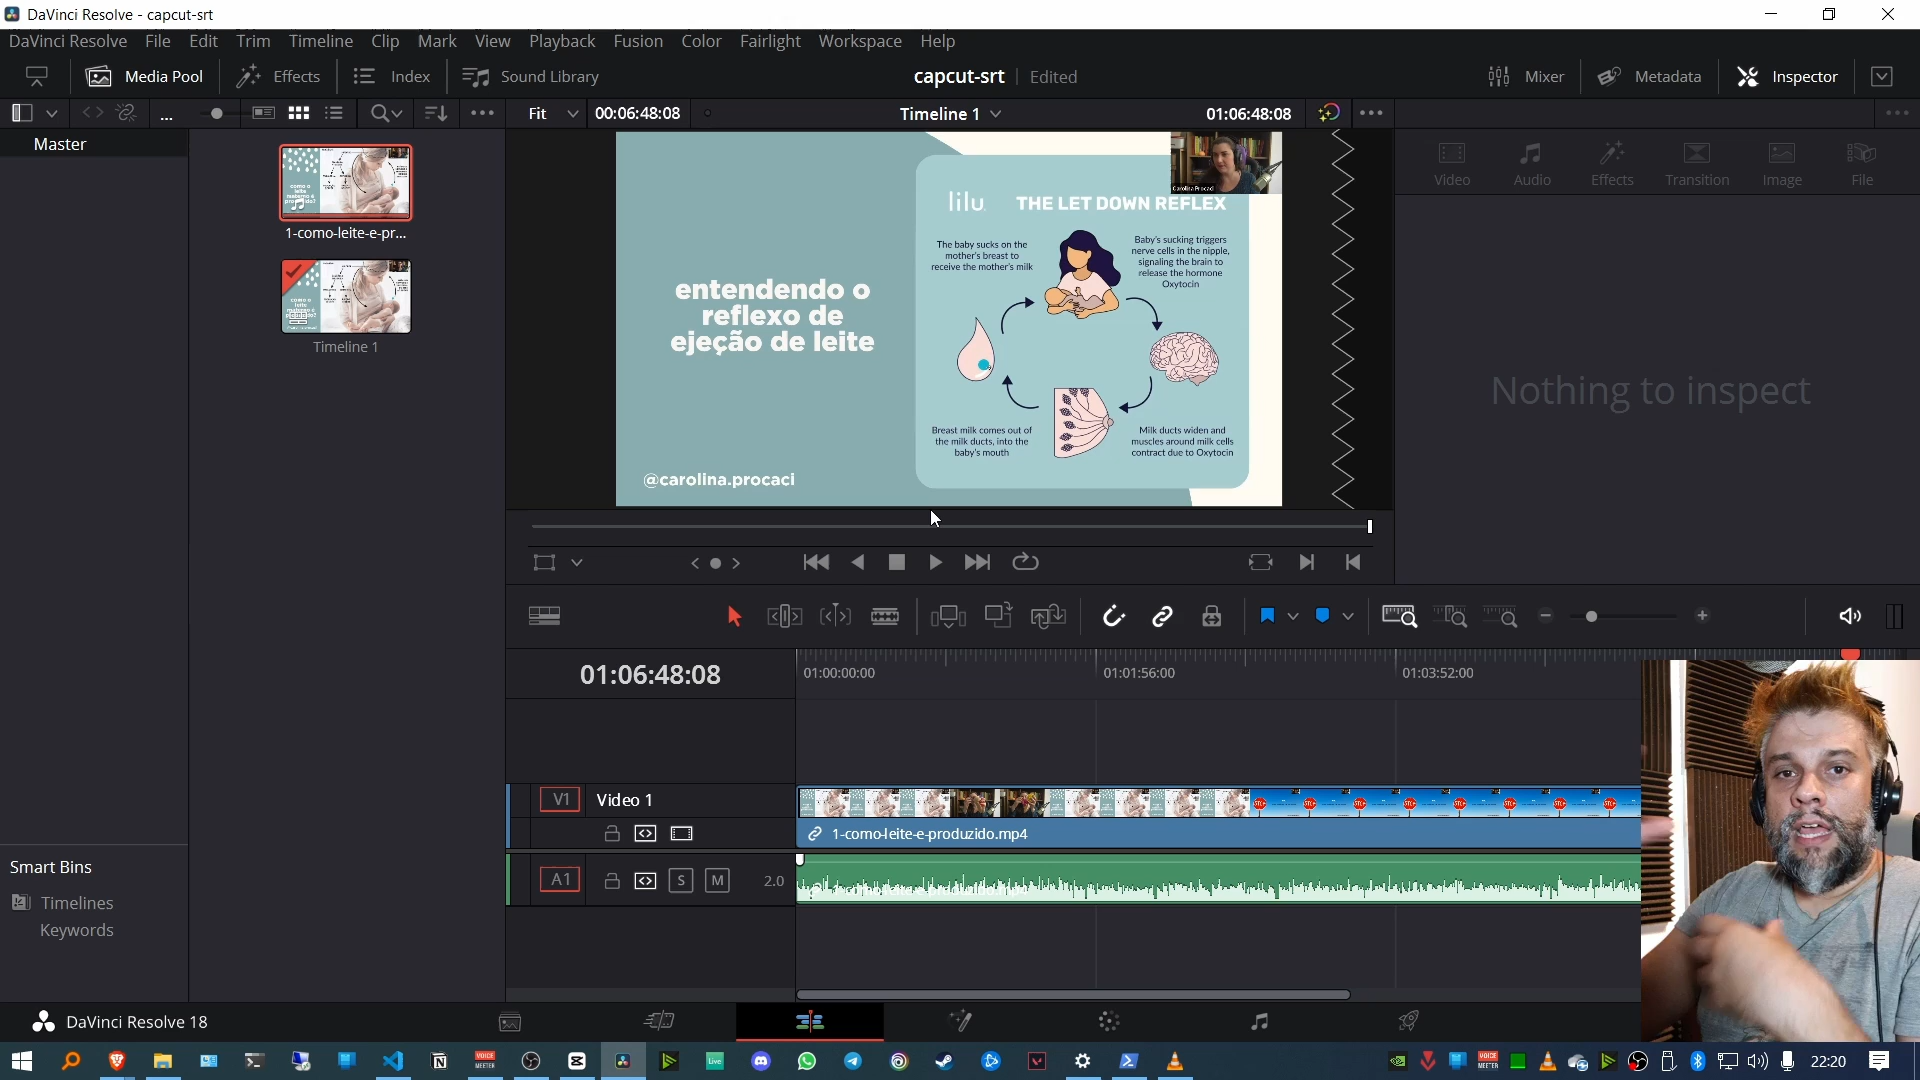 DaVinci Resolve - capcut-srt
DaVinci Resolve File Edit Trim Timeline Clip Mark View Playback Fusion Color Fairlight Workspace Help
Media Pool Effects Index Sound Library capcut-srt Edited Mixer Metadata Inspector
... Fit 00:06:48:08 Timeline 1 01:06:48:08
Master
1-como-leite-e-pr...
Timeline 1
Carolina Procaci
lilu. THE LET DOWN REFLEX
The baby sucks on the
mother's breast to
receive the mother's milk
Baby's sucking triggers
nerve cells in the nipple,
signaling the brain to
release the hormone
Oxytocin
entendendo o
reflexo de
ejeção de leite
Breast milk comes out of
the milk ducts, into the
baby's mouth
Milk ducts widen and
muscles around milk cells
contract due to Oxytocin
@carolina.procaci
Video Audio Effects Transition Image File
Nothing to inspect
01:06:48:08
01:00:00:00 01:01:56:00 01:03:52:00
V1 Video 1
1-como-leite-e-produzido.mp4
A1 S M 2.0
Smart Bins
Timelines
Keywords
DaVinci Resolve 18
22:20